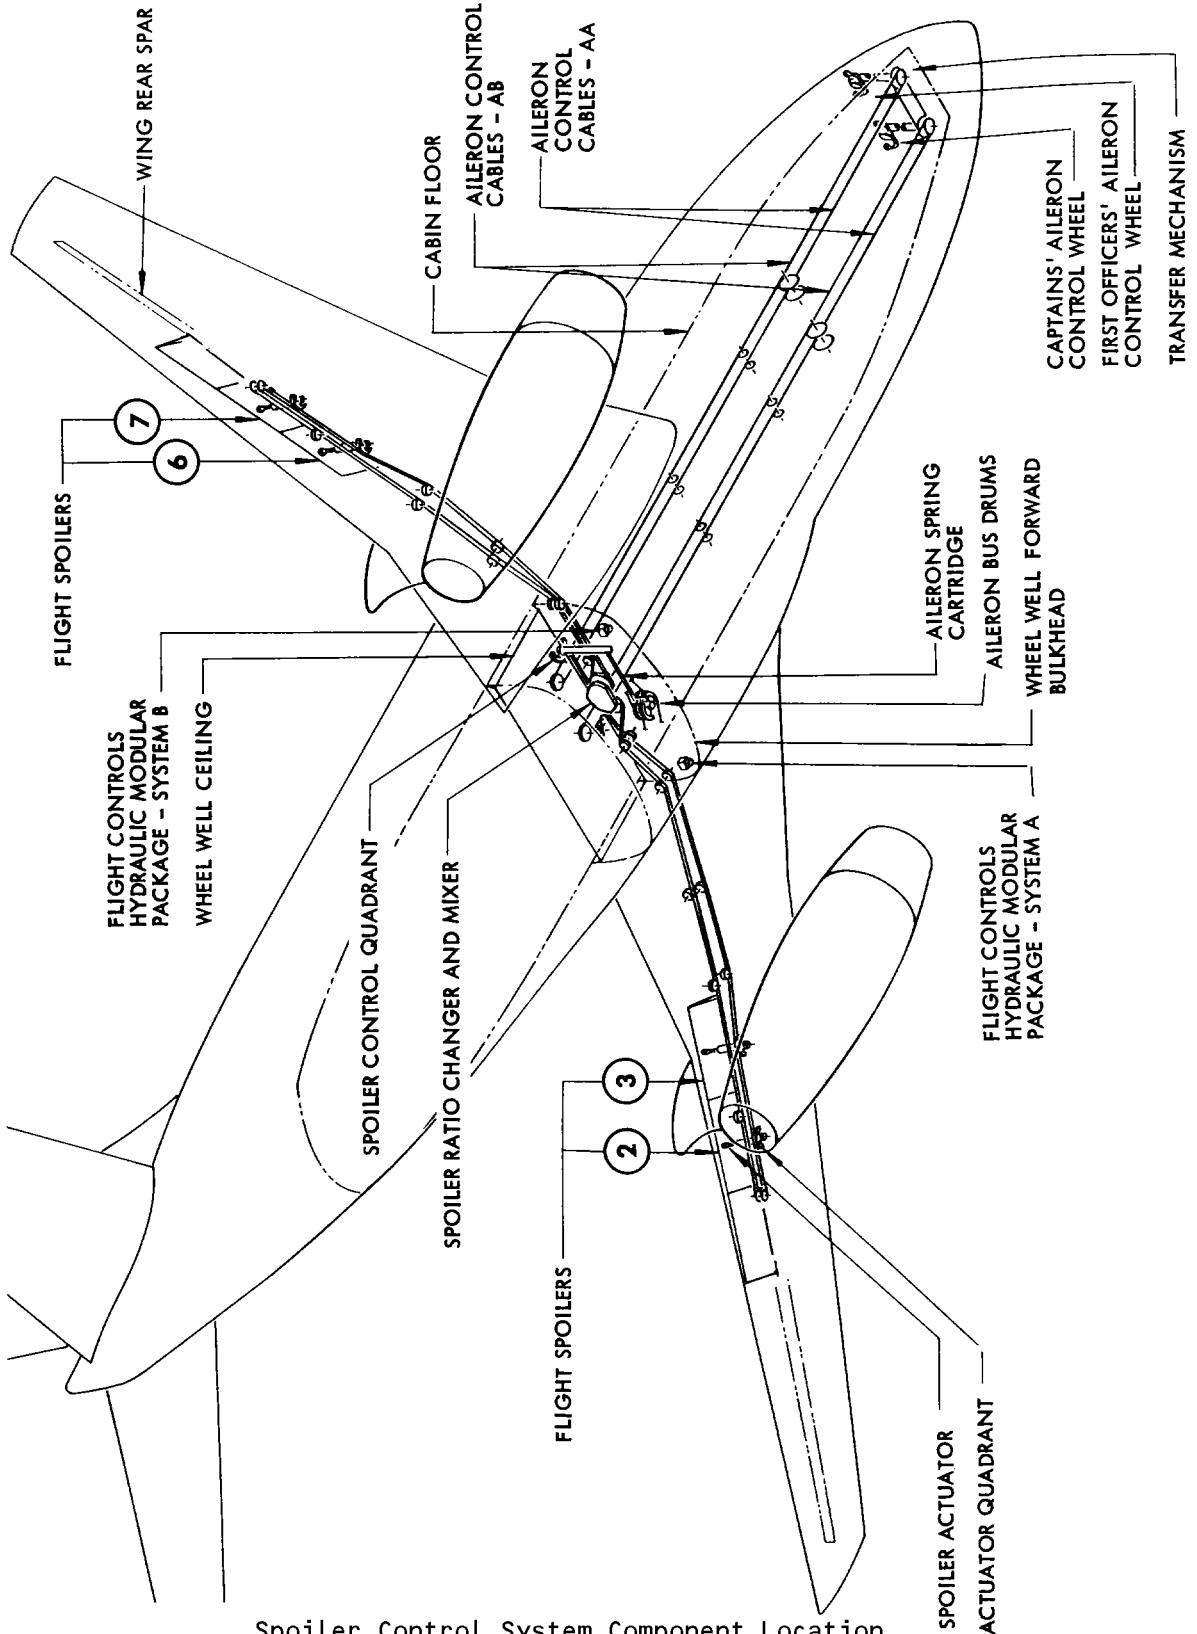 WING REAR SPAR
FLIGHT SPOILERS
7
6
CABIN FLOOR
AILERON CONTROL
CABLES - AB
AILERON
CONTROL
CABLES - AA
FLIGHT CONTROLS
HYDRAULIC MODULAR
PACKAGE - SYSTEM B
WHEEL WELL CEILING
SPOILER CONTROL QUADRANT
SPOILER RATIO CHANGER AND MIXER
CAPTAINS' AILERON
CONTROL WHEEL
FIRST OFFICERS' AILERON
CONTROL WHEEL
TRANSFER MECHANISM
AILERON SPRING
CARTRIDGE
AILERON BUS DRUMS
WHEEL WELL FORWARD
BULKHEAD
FLIGHT CONTROLS
HYDRAULIC MODULAR
PACKAGE - SYSTEM A
FLIGHT SPOILERS
3
2
SPOILER ACTUATOR
ACTUATOR QUADRANT
Spoiler Control System Component Location